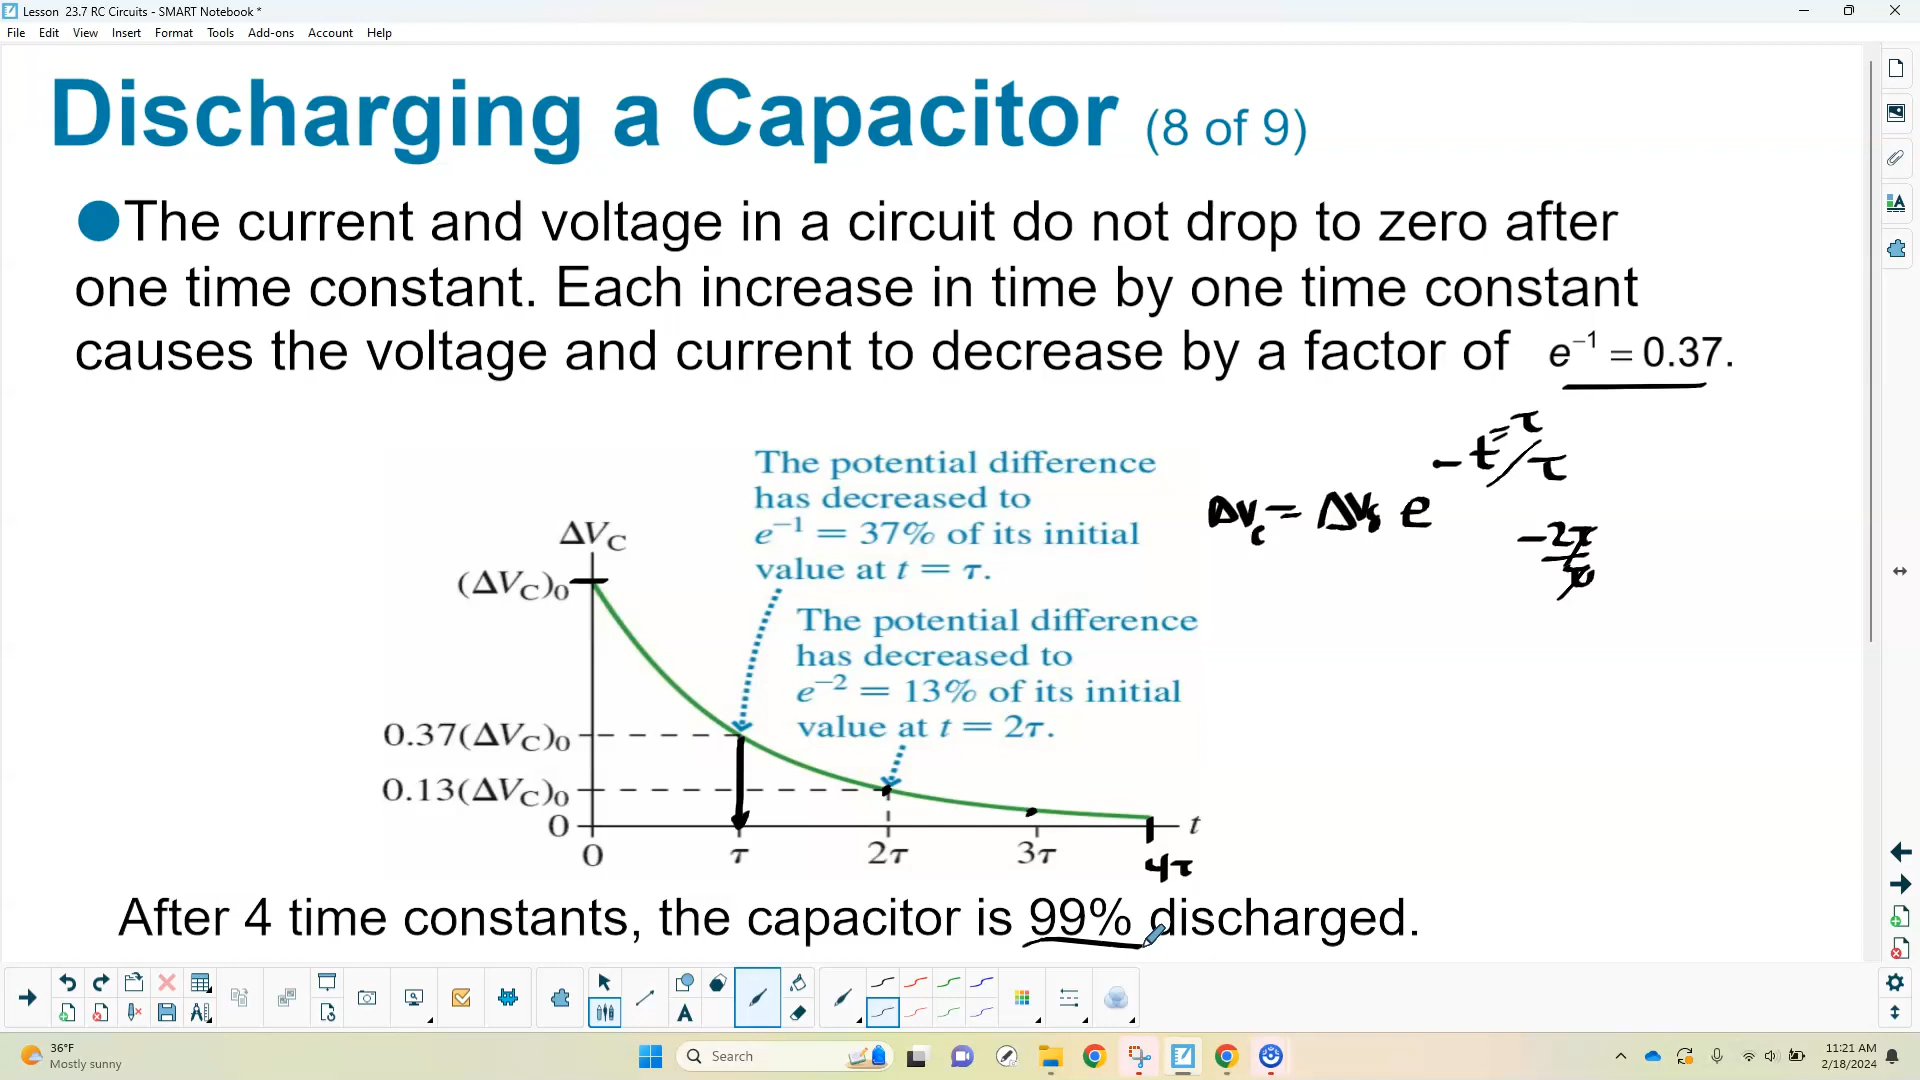 Lesson 23.7 RC Circuits - SMART Notebook *
File Edit View Insert Format Tools Add-ons Account Help
Discharging a Capacitor (8 of 9)
●The current and voltage in a circuit do not drop to zero after
one time constant. Each increase in time by one time constant
causes the voltage and current to decrease by a factor of e⁻¹ = 0.37.
The potential difference
has decreased to
e⁻¹ = 37% of its initial
value at t = τ.
= τ
- t/τ
ΔVc = ΔVs e
-2τ
τ
The potential difference
has decreased to
e⁻² = 13% of its initial
value at t = 2τ.
ΔVC
(ΔVC)0
0.37(ΔVC)0
0.13(ΔVC)0
0
t
0 τ 2τ 3τ 4τ
After 4 time constants, the capacitor is 99% discharged.
A
36°F
Mostly sunny
Search
11:21 AM
2/18/2024